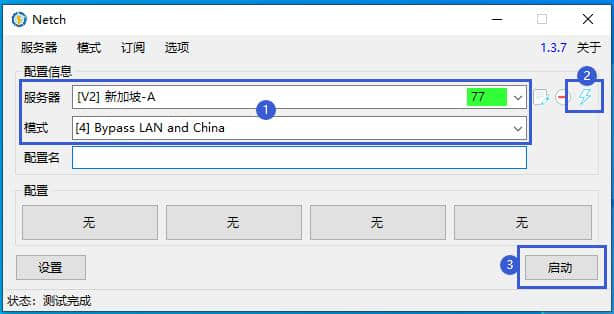 Netch
服务器 模式 订阅 选项 1.3.7 关于
配置信息 2
服务器 [V2] 新加坡-A 77
1
模式 [4] Bypass LAN and China
配置名
配置
无 无 无 无
设置 3 启动
状态：测试完成